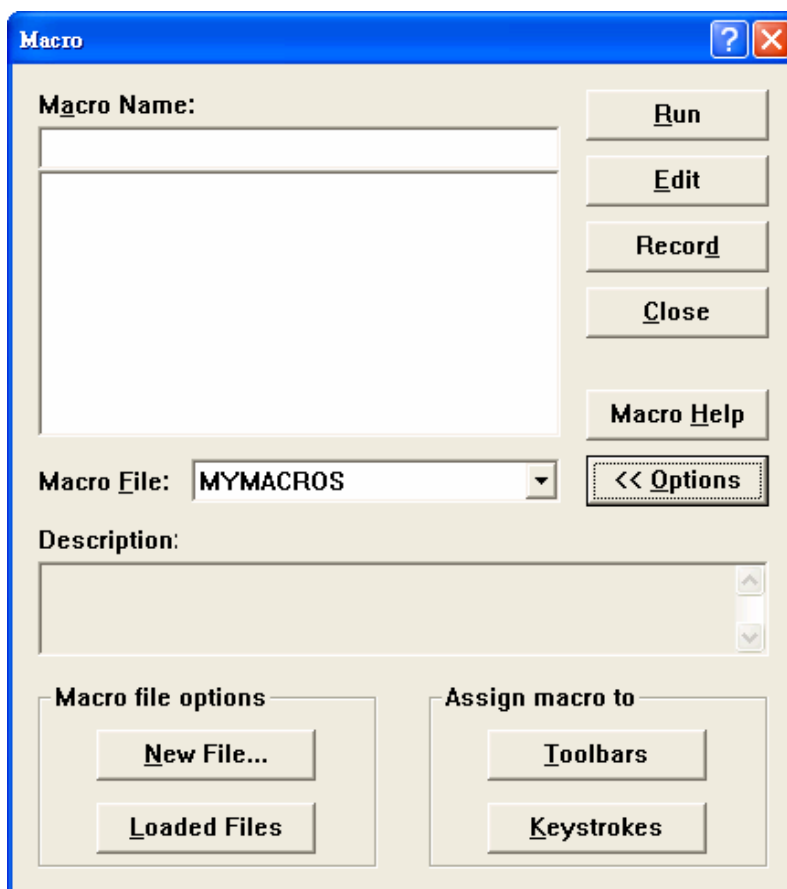 Macro
Macro Name:
Run
Edit
Record
Close
Macro Help
Macro File: MYMACROS
<< Options
Description:
Macro file options
New File...
Loaded Files
Assign macro to
Toolbars
Keystrokes